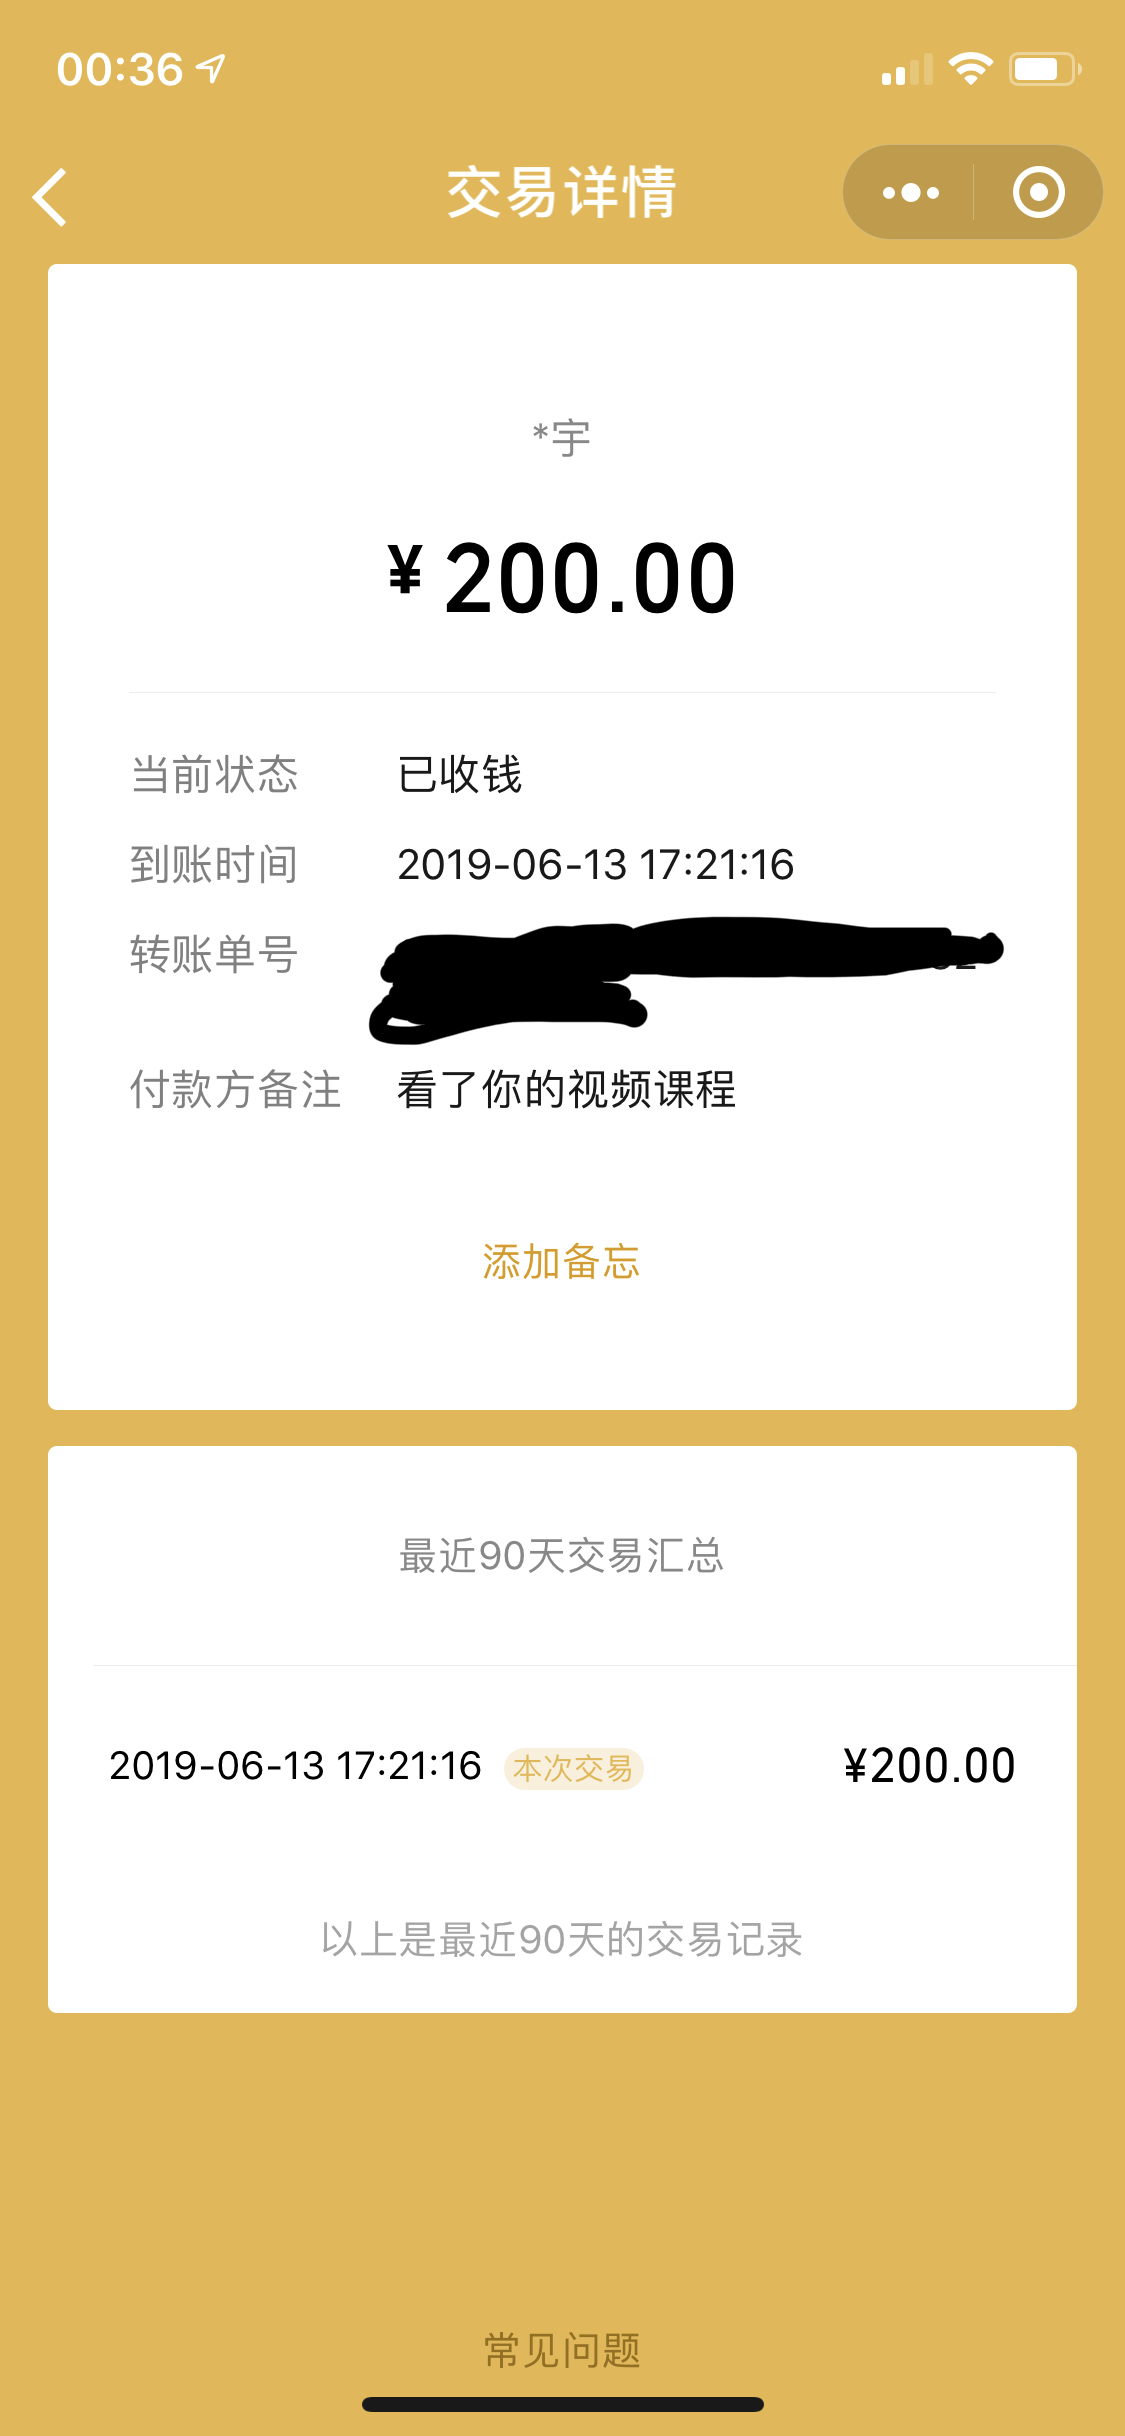 00:36
交易详情
*宇
¥200.00
当前状态 已收钱
到账时间 2019-06-13 17:21:16
转账单号
付款方备注 看了你的视频课程
添加备忘
最近90天交易汇总
2019-06-13 17:21:16 本次交易 ¥200.00
以上是最近90天的交易记录
常见问题